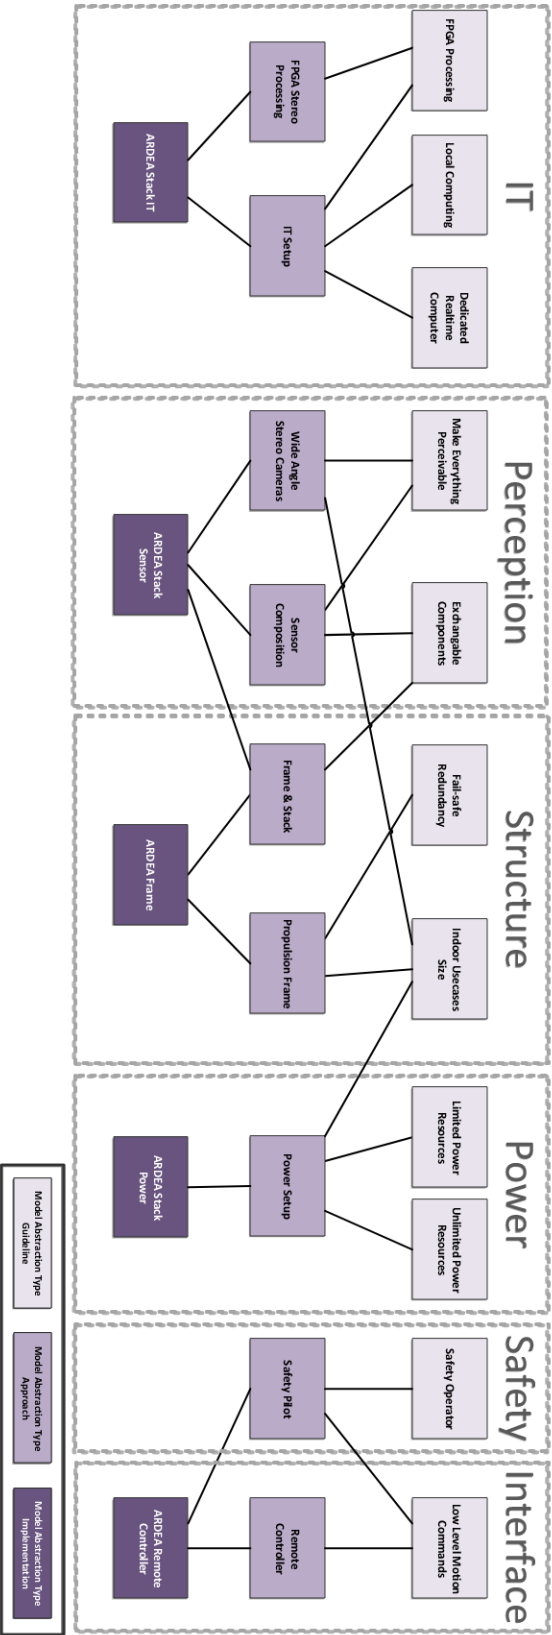 IT
FPGA Processing
Local Computing
Dedicated
Realtime
Computer
FPGA Stereo
Processing
IT Setup
ARDEA Stack IT
Perception
Make Everything
Perceivable
Exchangable
Components
Wide Angle
Stereo Cameras
Sensor
Composition
ARDEA Stack
Sensor
Structure
Fail-safe
Redundancy
Indoor Usecases
Size
Frame & Stack
Propulsion Frame
ARDEA Frame
Power
Limited Power
Resources
Unlimited Power
Resources
Power Setup
ARDEA Stack
Power
Safety
Safety Operator
Safety Pilot
Interface
Low Level Motion
Commands
Remote
Controller
ARDEA Remote
Controller
Model Abstraction Type
Guideline
Model Abstraction Type
Approach
Model Abstraction Type
Implementation